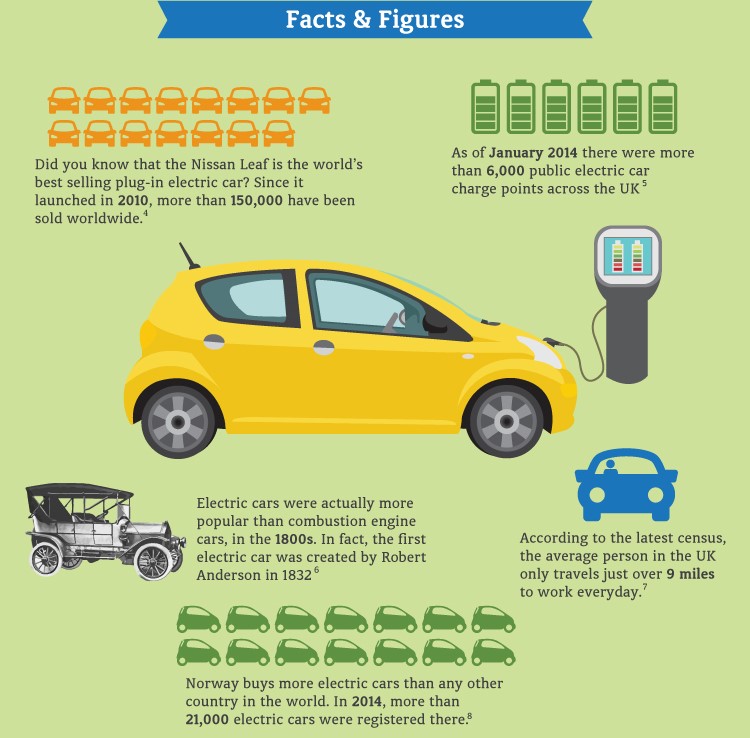 Facts & Figures
Did you know that the Nissan Leaf is the world's
best selling plug-in electric car? Since it
launched in 2010, more than 150,000 have been
sold worldwide.4
As of January 2014 there were more
than 6,000 public electric car
charge points across the UK 5
Electric cars were actually more
popular than combustion engine
cars, in the 1800s. In fact, the first
electric car was created by Robert
Anderson in 1832 6
According to the latest census,
the average person in the UK
only travels just over 9 miles
to work everyday.7
Norway buys more electric cars than any other
country in the world. In 2014, more than
21,000 electric cars were registered there.8